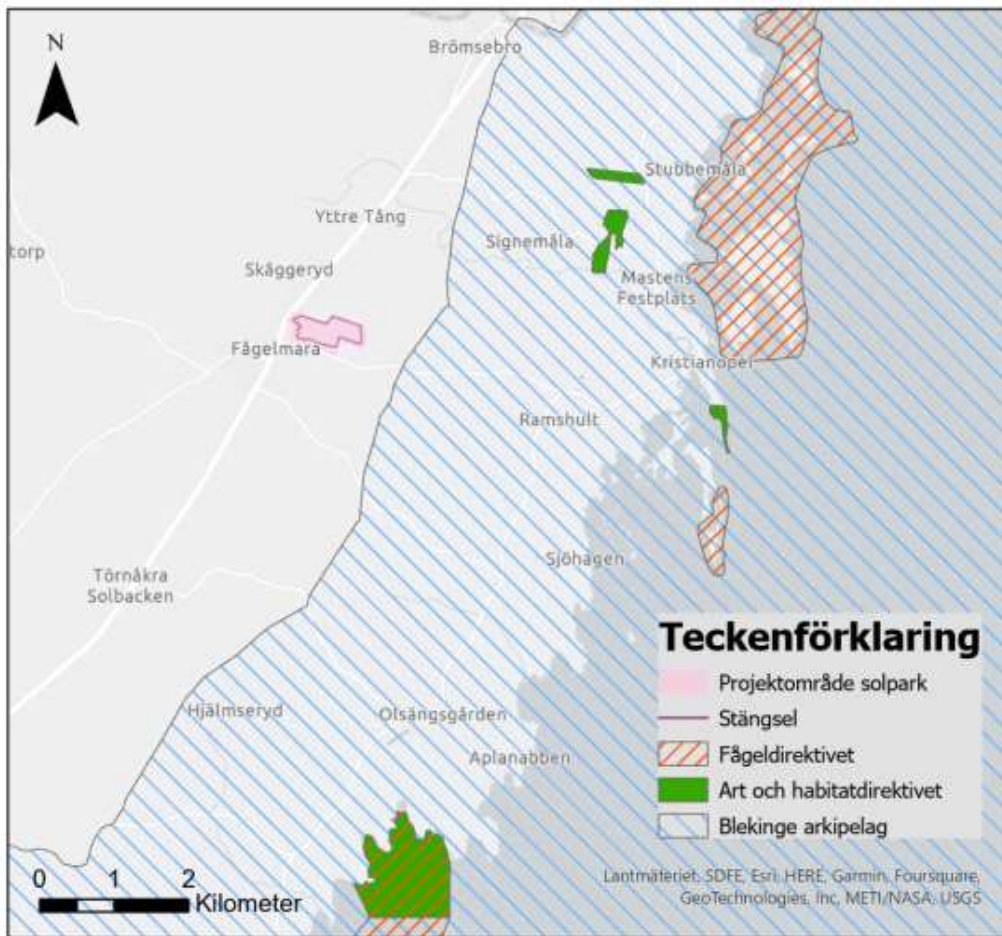 N
Brömsebro
Stubbemåla
Yttre Tång
torp
Signemåla
Skåggeryd
Mastens
Festplats
Fågelmara
Kristianopel
Ramshult
Sjöhagen
Törnåkra
Solbacken
Hjälmseryd
Olsängsgården
Aplanabben
Teckenförklaring
Projektområde solpark
Stängsel
Fågeldirektivet
Art och habitatdirektivet
Blekinge arkipelag
0 1 2
Kilometer
Lantmäteriet, SDFE, Esri, HERE, Garmin, Foursquare,
GeoTechnologies, Inc, METI/NASA, USGS